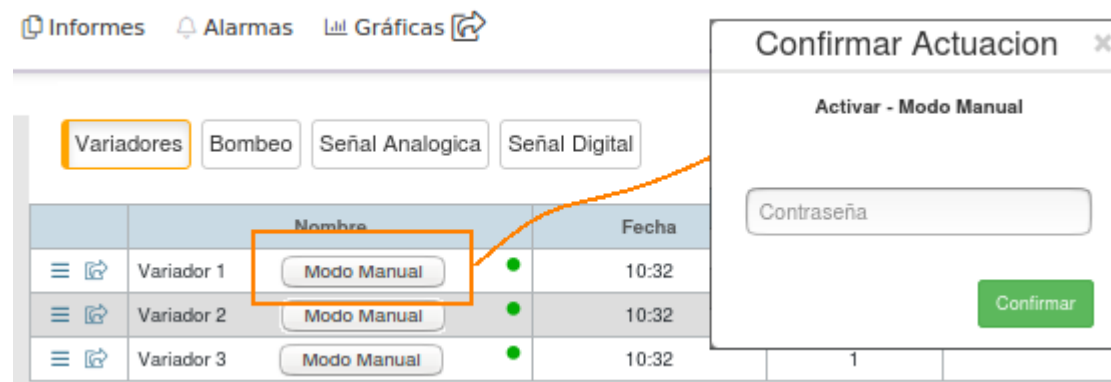 Informes Alarmas Gráficas
Confirmar Actuacion ×
Activar - Modo Manual
Contraseña
Confirmar
Variadores Bombeo Señal Analogica Señal Digital
Nombre Fecha
Variador 1 Modo Manual 10:32
Variador 2 Modo Manual 10:32
Variador 3 Modo Manual 10:32 1